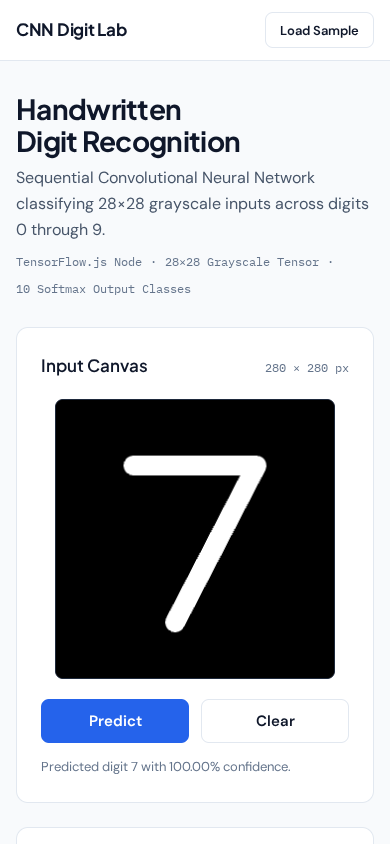 CNN Digit Lab
Load Sample
Handwritten
Digit Recognition
Sequential Convolutional Neural Network
classifying 28×28 grayscale inputs across digits
0 through 9.
TensorFlow.js Node · 28×28 Grayscale Tensor ·
10 Softmax Output Classes
Input Canvas
280 × 280 px
7
Predict
Clear
Predicted digit 7 with 100.00% confidence.